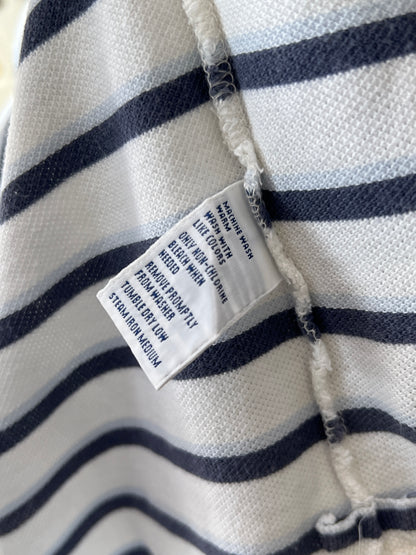 MACHINE WASH
WARM
WASH WITH
LIKE COLORS
ONLY NON-CHLORINE
BLEACH WHEN
NEEDED
REMOVE PROMPTLY
FROM WASHER
TUMBLE DRY LOW
STEAM IRON MEDIUM